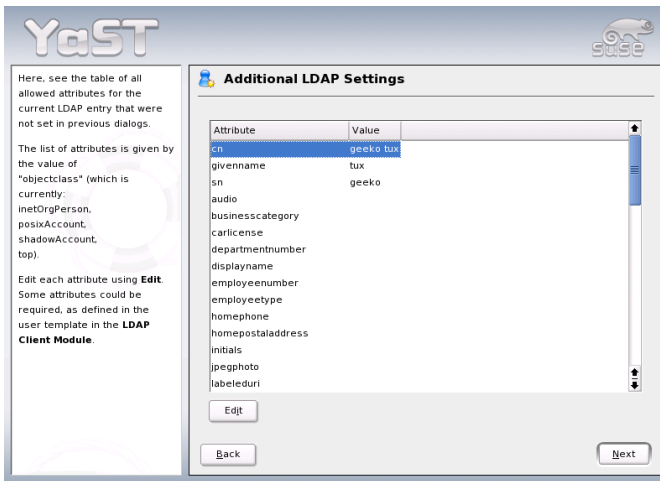 YaST
SUSE
Here, see the table of all
allowed attributes for the
current LDAP entry that were
not set in previous dialogs.
The list of attributes is given by
the value of
"objectclass" (which is
currently:
inetOrgPerson,
posixAccount,
shadowAccount,
top).
Edit each attribute using Edit.
Some attributes could be
required, as defined in the
user template in the LDAP
Client Module.
Additional LDAP Settings
Attribute Value
cn geeko tux
givenname tux
sn geeko
audio
businesscategory
carlicense
departmentnumber
displayname
employeenumber
employeetype
homephone
homepostaladdress
initials
jpegphoto
labeleduri
Edit
Back
Next